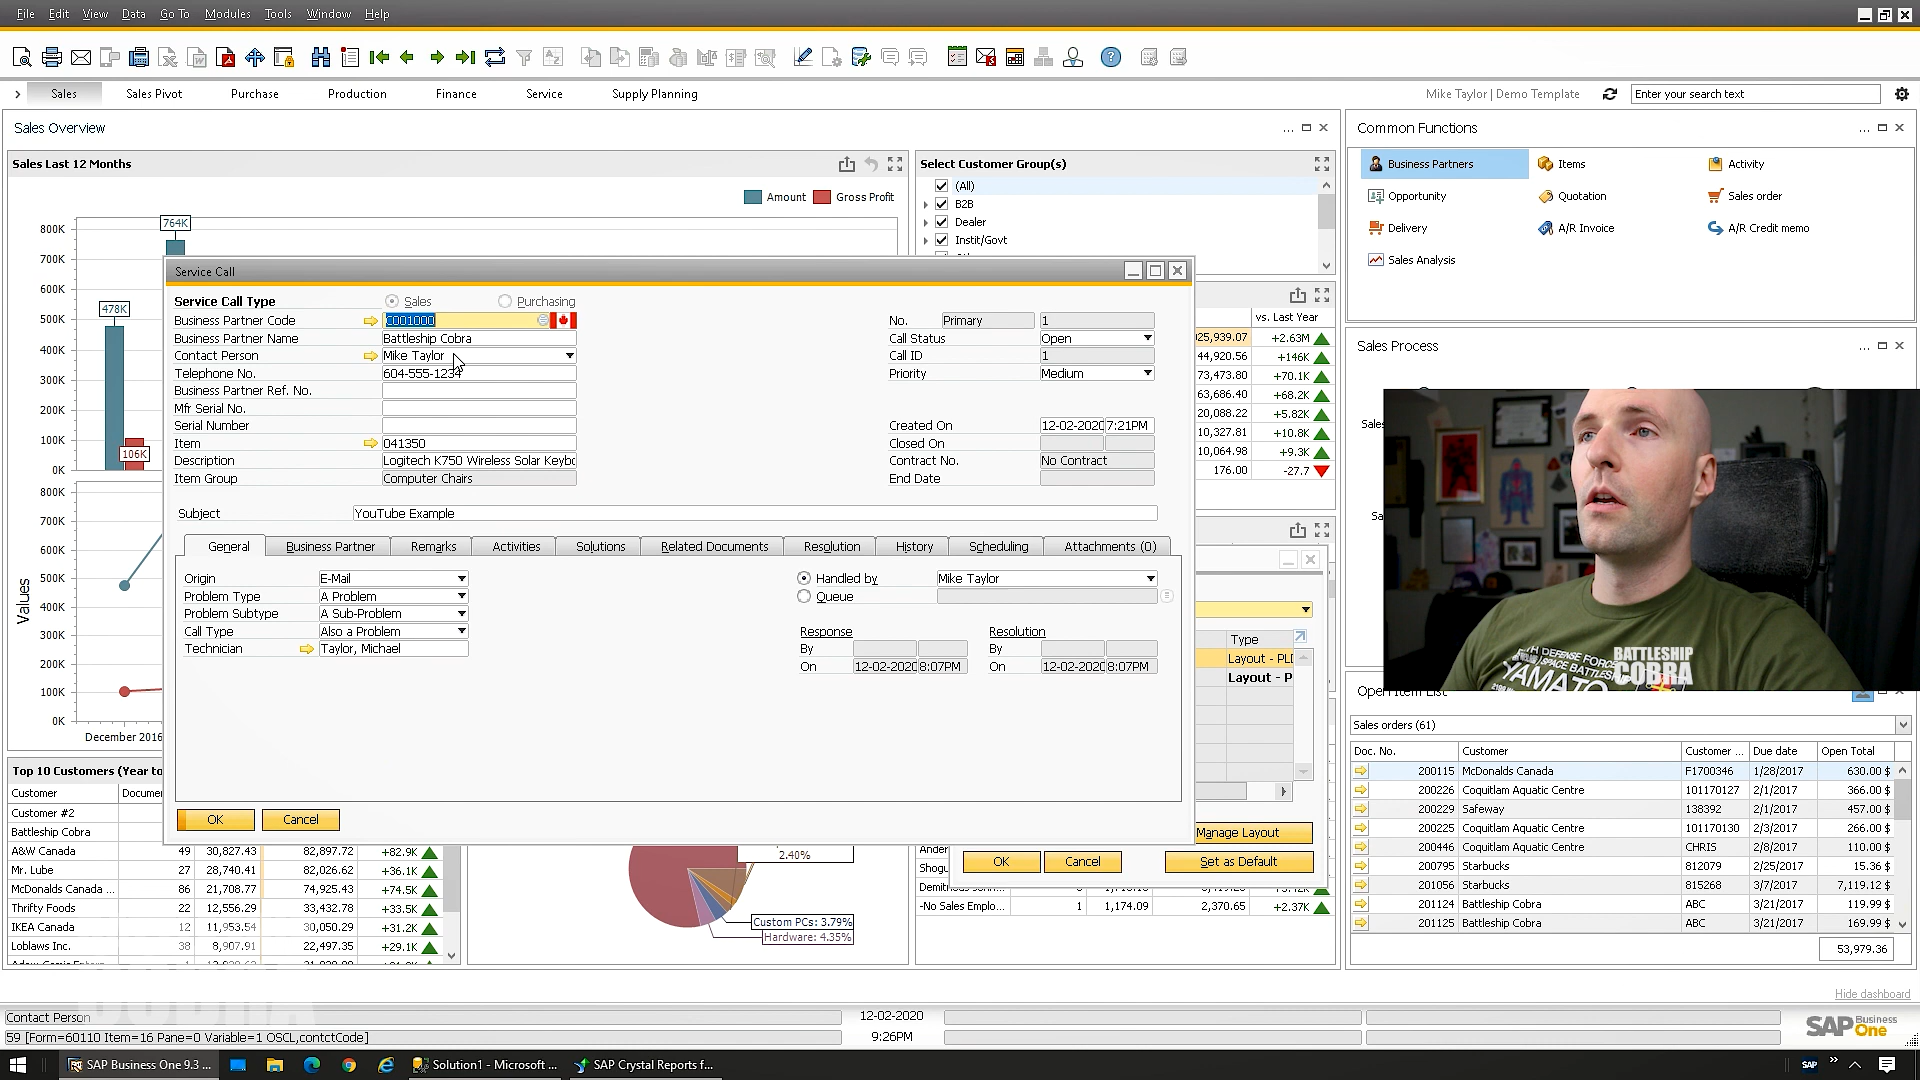 File Edit View Data Go To Modules Tools Window Help
Sales Sales Pivot Purchase Production Finance Service Supply Planning
Mike Taylor | Demo Template
Enter your search text
Sales Overview
Sales Last 12 Months
Amount Gross Profit
764K
800K
700K
600K
478K
500K
400K
300K
200K
100K
106K
0K
800K
700K
600K
500K
400K
300K
200K
100K
0K
Values
December 2016
Select Customer Group(s)
(All)
B2B
Dealer
Instit/Govt
Common Functions
Business Partners Items Activity
Opportunity Quotation Sales order
Delivery A/R Invoice A/R Credit memo
Sales Analysis
Sales Process
Service Call
Service Call Type Sales Purchasing
Business Partner Code C001000
Business Partner Name Battleship Cobra
Contact Person Mike Taylor
Telephone No. 604-555-1234
Business Partner Ref. No.
Mfr Serial No.
Serial Number
Item 041350
Description Logitech K750 Wireless Solar Keybo
Item Group Computer Chairs
No. Primary 1
Call Status Open
Call ID 1
Priority Medium
Created On 12-02-2020 7:21PM
Closed On
Contract No. No Contract
End Date
Subject YouTube Example
General Business Partner Remarks Activities Solutions Related Documents Resolution History Scheduling Attachments (0)
Origin E-Mail
Problem Type A Problem
Problem Subtype A Sub-Problem
Call Type Also a Problem
Technician Taylor, Michael
Handled by Mike Taylor
Queue
Response Resolution
By By
On 12-02-2020 8:07PM On 12-02-2020 8:07PM
OK Cancel
vs. Last Year
25,939.07 +2.63M
44,920.56 +146K
73,473.80 +70.1K
63,686.40 +68.2K
20,088.22 +5.82K
10,327.81 +10.8K
10,064.98 +9.3K
176.00 -27.7
Type
Layout - PLD
Layout - P
Manage Layout
OK Cancel Set as Default
Top 10 Customers (Year to
Customer Documen
Customer #2
Battleship Cobra
A&W Canada 49 30,827.43 82,897.72 +82.9K
Mr. Lube 27 28,740.41 82,026.62 +36.1K
McDonalds Canada ... 86 21,708.77 74,925.43 +74.5K
Thrifty Foods 22 12,556.29 33,432.78 +33.5K
IKEA Canada 12 11,953.54 30,050.29 +31.2K
Loblaws Inc. 38 8,907.91 22,497.35 +29.1K
2.40%
Custom PCs: 3.79%
Hardware: 4.35%
Ander
Shogu
-No Sales Emplo... 1 1,174.09 2,370.65 +2.37K
BATTLESHIP
COBRA
Open Item List
Sales orders (61)
Doc. No. Customer Customer ... Due date Open Total
200115 McDonalds Canada F1700346 1/28/2017 630.00 $
200226 Coquitlam Aquatic Centre 101170127 2/1/2017 366.00 $
200229 Safeway 138392 2/1/2017 457.00 $
200225 Coquitlam Aquatic Centre 101170130 2/3/2017 266.00 $
200446 Coquitlam Aquatic Centre CHRIS 2/8/2017 110.00 $
200795 Starbucks 812079 2/25/2017 15.36 $
201056 Starbucks 815268 3/7/2017 7,119.12 $
201124 Battleship Cobra ABC 3/21/2017 119.99 $
201125 Battleship Cobra ABC 3/21/2017 169.99 $
53,979.36
Hide dashboard
Contact Person
12-02-2020
59 [Form=60110 Item=16 Pane=0 Variable=1 OSCL,contctCode]
9:26PM
SAP Business One
SAP Business One 9.3 ... Solution1 - Microsoft ... SAP Crystal Reports f...
SAP